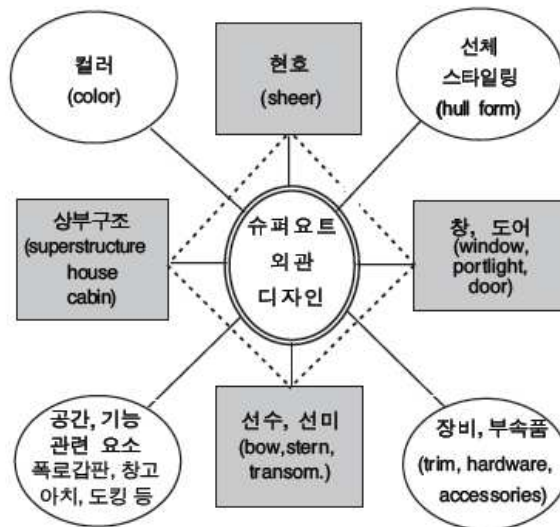 컬러
(color)
현호
(sheer)
선체
스타일링
(hull form)
상부구조
(superstructure
house
cabin)
슈퍼요트
외관
디자인
창, 도어
(window,
portlight,
door)
공간, 기능
관련 요소
폭로갑판, 창고
아치, 도킹 등
선수, 선미
(bow,stern,
transom.)
장비, 부속품
(trim, hardware,
accessories)